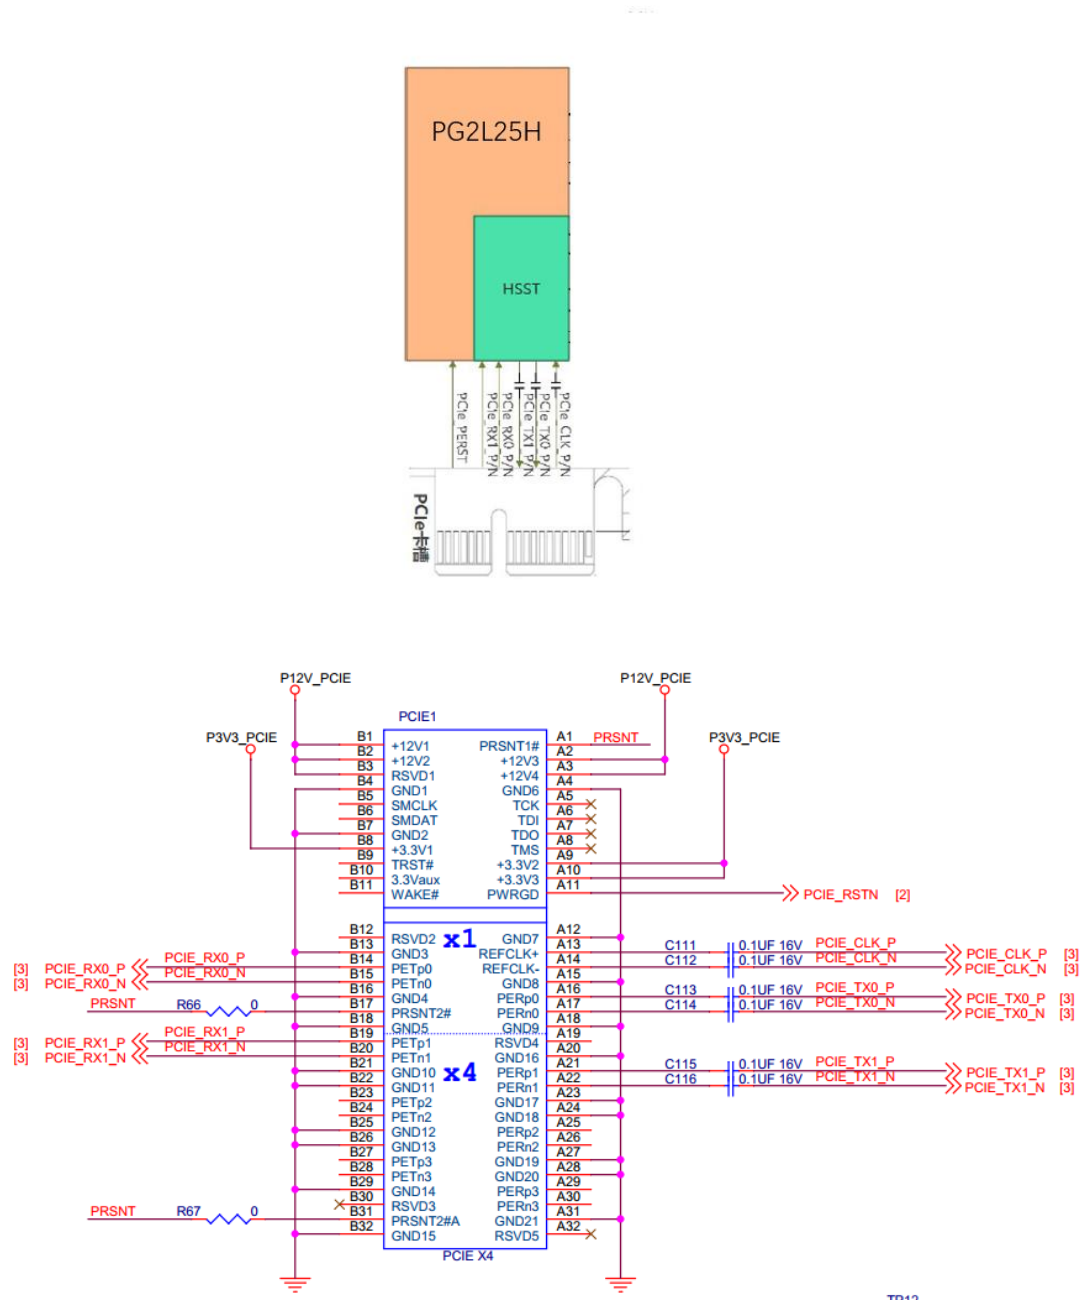 PG2L25H
HSST
PCIe PERST
PCIe RX1 P/N
PCIe RX0 P/N
PCIe TX1 P/N
PCIe TX0 P/N
PCIe CLK P/N
PCIe卡槽
P12V_PCIE
P12V_PCIE
P3V3_PCIE
PCIE1
P3V3_PCIE
B1 +12V1 PRSNT1# A1 PRSNT
B2 +12V2 +12V3 A2
B3 RSVD1 +12V4 A3
B4 GND1 GND6 A4
B5 SMCLK TCK A5
B6 SMDAT TDI A6
B7 GND2 TDO A7
B8 +3.3V1 TMS A8
B9 TRST# +3.3V2 A9
B10 3.3Vaux +3.3V3 A10
B11 WAKE# PWRGD A11 PCIE_RSTN [2]
x1
B12 RSVD2 GND7 A12
B13 GND3 REFCLK+ A13 C111 0.1UF 16V PCIE_CLK_P PCIE_CLK_P [3]
[3] PCIE_RX0_P PCIE_RX0_P B14 PETp0 REFCLK- A14 C112 0.1UF 16V PCIE_CLK_N PCIE_CLK_N [3]
[3] PCIE_RX0_N PCIE_RX0_N B15 PETn0 GND8 A15
B16 GND4 PERp0 A16 C113 0.1UF 16V PCIE_TX0_P PCIE_TX0_P [3]
PRSNT R66 0 B17 PRSNT2# PERn0 A17 C114 0.1UF 16V PCIE_TX0_N PCIE_TX0_N [3]
B18 GND5 GND9 A18
[3] PCIE_RX1_P PCIE_RX1_P B19 PETp1 RSVD4 A19
[3] PCIE_RX1_N PCIE_RX1_N B20 PETn1 GND16 A20
x4
B21 GND10 PERp1 A21 C115 0.1UF 16V PCIE_TX1_P PCIE_TX1_P [3]
B22 GND11 PERn1 A22 C116 0.1UF 16V PCIE_TX1_N PCIE_TX1_N [3]
B23 PETp2 GND17 A23
B24 PETn2 GND18 A24
B25 GND12 PERp2 A25
B26 GND13 PERn2 A26
B27 PETp3 GND19 A27
B28 PETn3 GND20 A28
B29 GND14 PERp3 A29
B30 RSVD3 PERn3 A30
PRSNT R67 0 B31 PRSNT2#A GND21 A31
B32 GND15 RSVD5 A32
PCIE X4